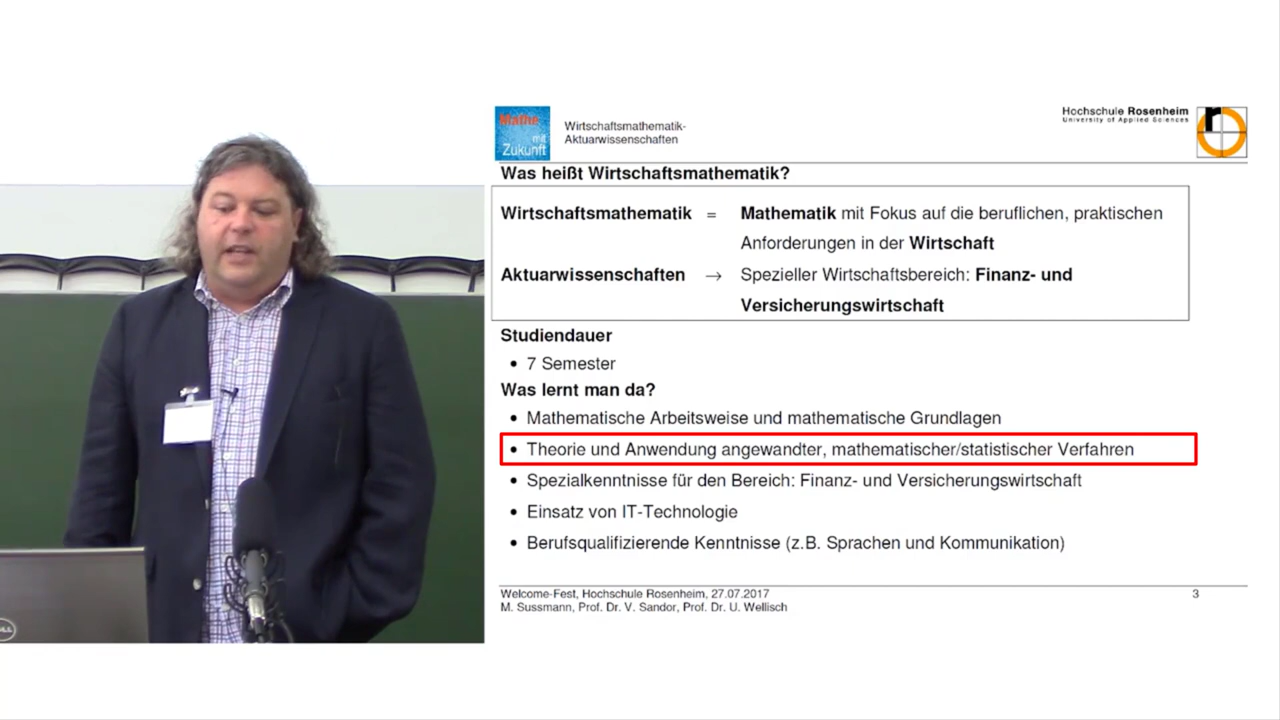 Mathe
mit
Zukunft
Wirtschaftsmathematik-
Aktuarwissenschaften
Hochschule Rosenheim
University of Applied Sciences
r
Was heißt Wirtschaftsmathematik?
Wirtschaftsmathematik = Mathematik mit Fokus auf die beruflichen, praktischen
Anforderungen in der Wirtschaft
Aktuarwissenschaften → Spezieller Wirtschaftsbereich: Finanz- und
Versicherungswirtschaft
Studiendauer
• 7 Semester
Was lernt man da?
• Mathematische Arbeitsweise und mathematische Grundlagen
• Theorie und Anwendung angewandter, mathematischer/statistischer Verfahren
• Spezialkenntnisse für den Bereich: Finanz- und Versicherungswirtschaft
• Einsatz von IT-Technologie
• Berufsqualifizierende Kenntnisse (z.B. Sprachen und Kommunikation)
Welcome-Fest, Hochschule Rosenheim, 27.07.2017
3
M. Sussmann, Prof. Dr. V. Sandor, Prof. Dr. U. Wellisch